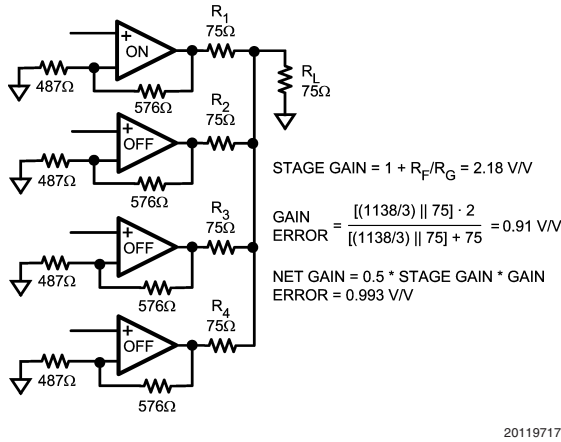 R1
75Ω
+
ON
487Ω
576Ω
RL
75Ω
R2
75Ω
+
OFF
487Ω
576Ω
STAGE GAIN = 1 + RF/RG = 2.18 V/V
R3
75Ω
GAIN ERROR = [(1138/3) || 75] · 2 / [(1138/3) || 75] + 75 = 0.91 V/V
+
OFF
487Ω
576Ω
NET GAIN = 0.5 * STAGE GAIN * GAIN
ERROR = 0.993 V/V
R4
75Ω
+
OFF
487Ω
576Ω
20119717